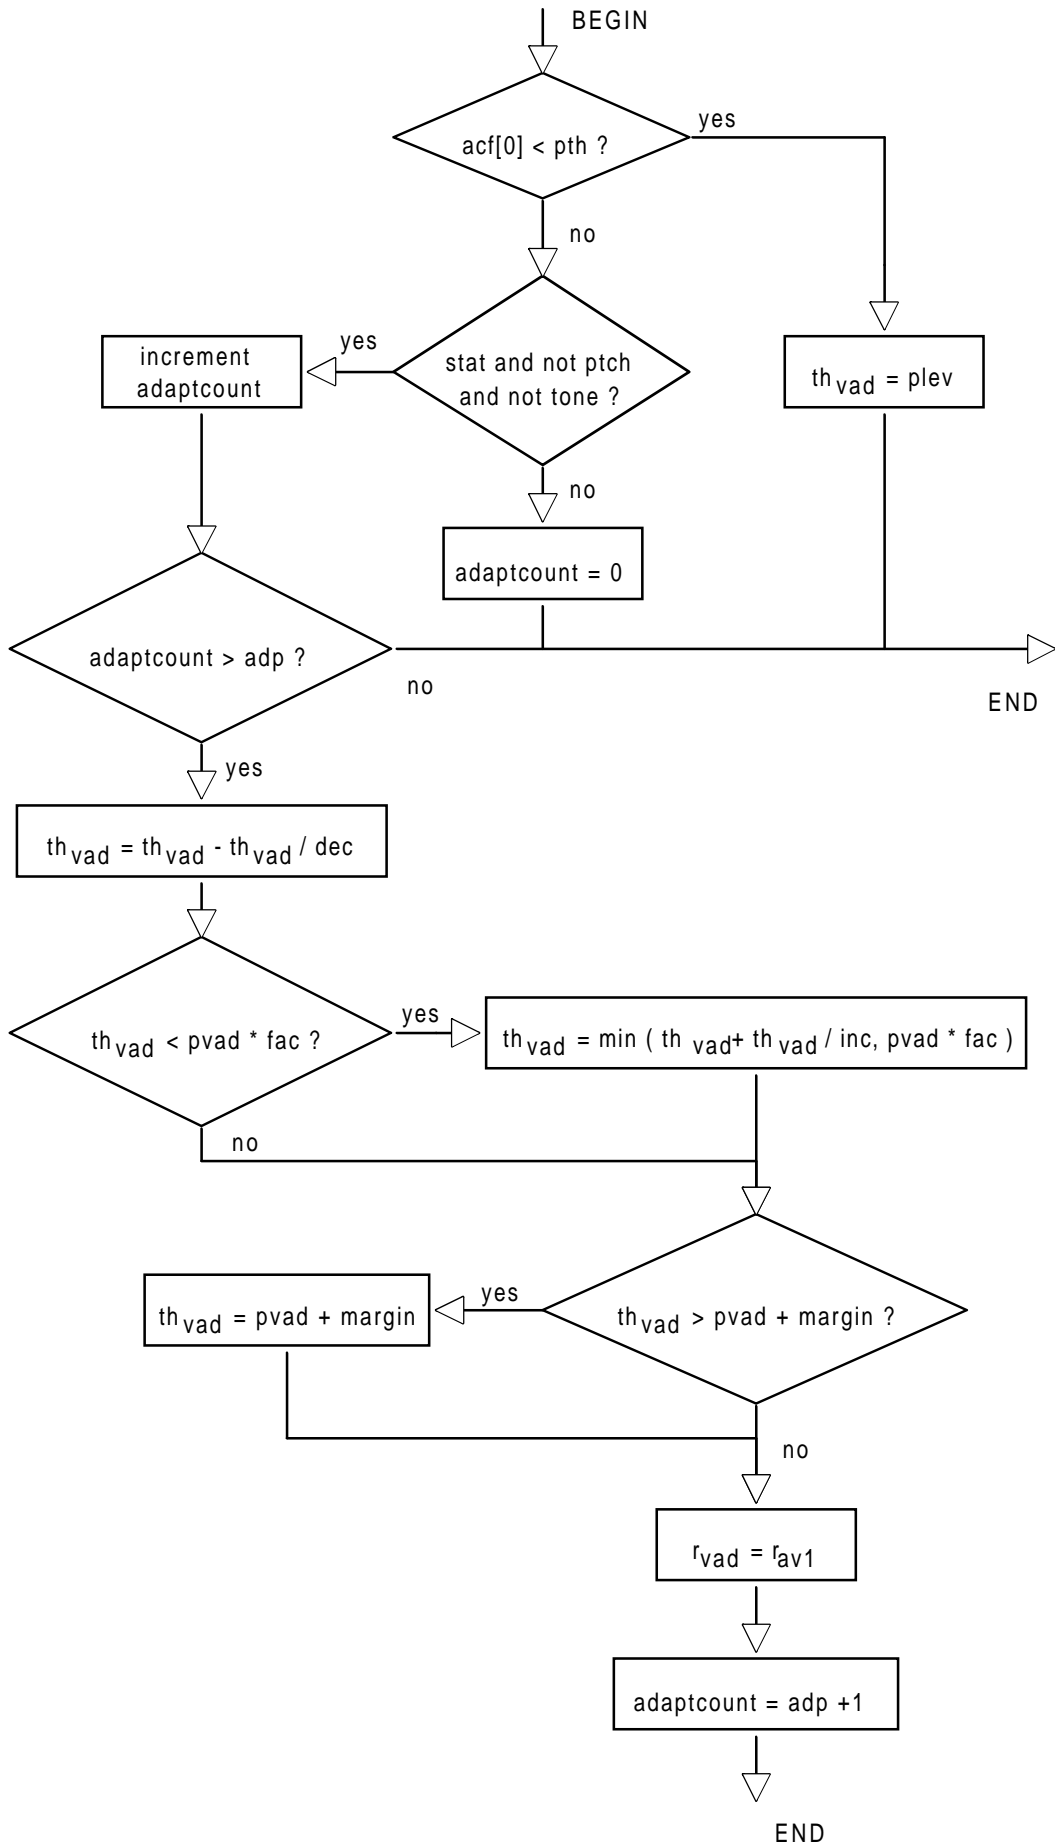 BEGIN
acf[0] < pth ?
yes
no
stat and not ptch
and not tone ?
yes
increment
adaptcount
th vad = plev
no
adaptcount = 0
adaptcount > adp ?
no
END
yes
th vad = th vad - th vad / dec
th vad < pvad * fac ?
yes
th vad = min ( th vad + th vad / inc, pvad * fac )
no
th vad > pvad + margin ?
yes
th vad = pvad + margin
no
r vad = r av1
adaptcount = adp +1
END